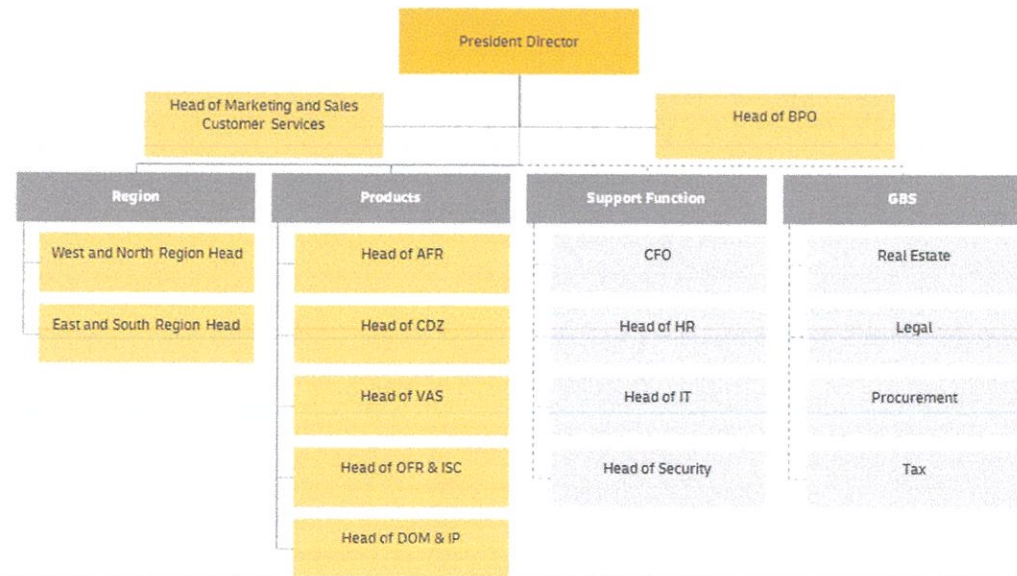 President Director
Head of Marketing and Sales
Customer Services
Head of BPO
Region
West and North Region Head
East and South Region Head
Products
Head of AFR
Head of CDZ
Head of VAS
Head of OFR & ISC
Head of DOM & IP
Support Function
CFO
Head of HR
Head of IT
Head of Security
GBS
Real Estate
Legal
Procurement
Tax